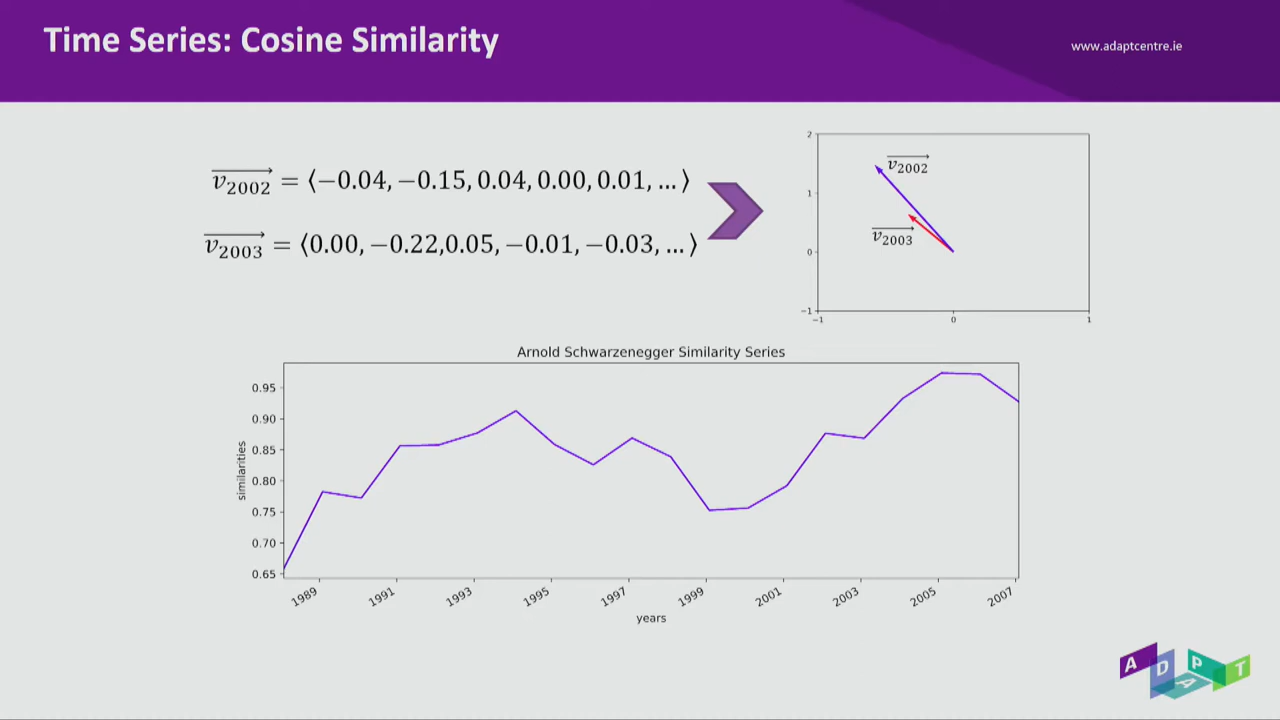 Time Series: Cosine Similarity
www.adaptcentre.ie
v2002 = ⟨−0.04, −0.15, 0.04, 0.00, 0.01, … ⟩
v2003 = ⟨0.00, −0.22,0.05, −0.01, −0.03, … ⟩
2
1
0
−1
−1 0 1
v2002
v2003
Arnold Schwarzenegger Similarity Series
similarities
0.95
0.90
0.85
0.80
0.75
0.70
0.65
1989 1991 1993 1995 1997 1999 2001 2003 2005 2007
years
ADAPT